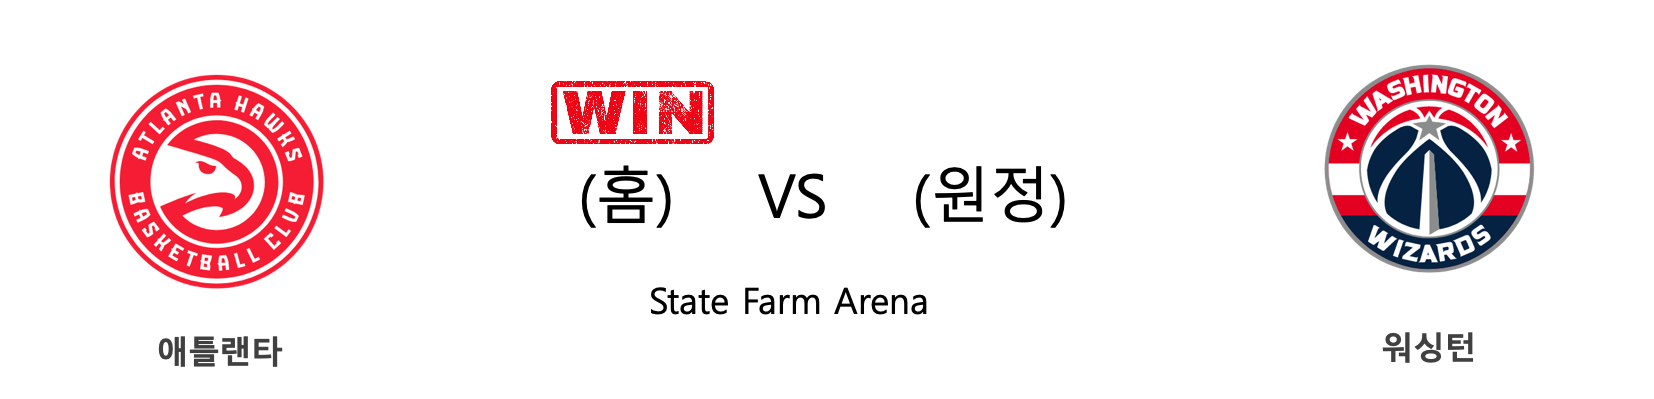 ATLANTA HAWKS
BASKETBALL CLUB
애틀랜타
WIN
(홈) VS (원정)
State Farm Arena
WASHINGTON
WIZARDS
워싱턴